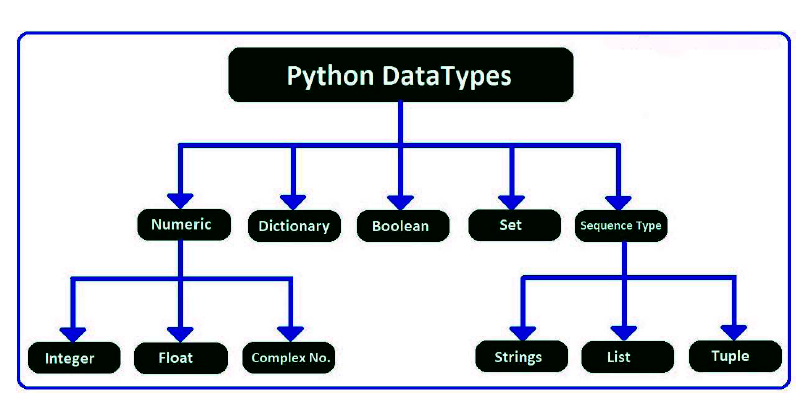 Python DataTypes
Numeric
Dictionary
Boolean
Set
Sequence Type
Integer
Float
Complex No.
Strings
List
Tuple